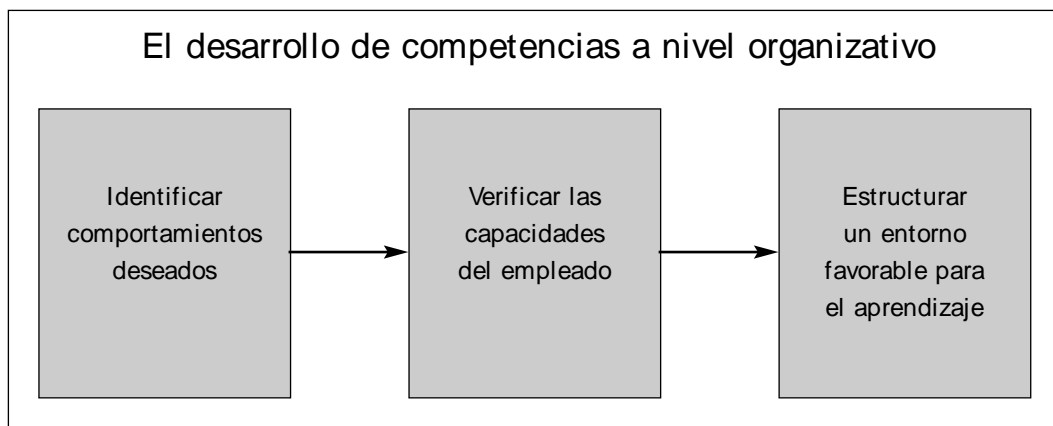 El desarrollo de competencias a nivel organizativo
Identificar
comportamientos
deseados
Verificar las
capacidades
del empleado
Estructurar
un entorno
favorable para
el aprendizaje